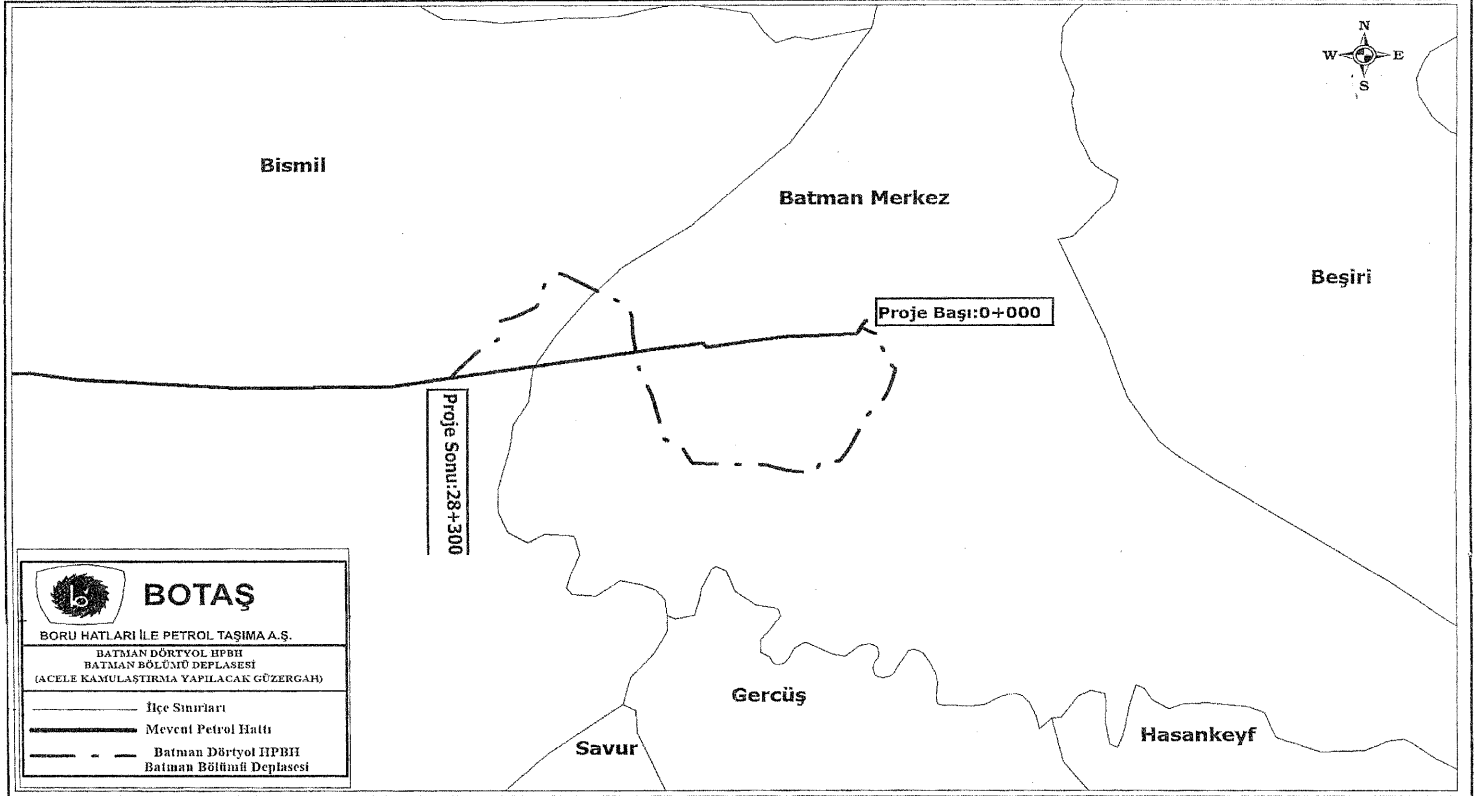 N
W E
S
Bismil
Batman Merkez
Beşiri
Proje Başı:0+000
Proje Sonu:28+300
BOTAŞ
BORU HATLARI İLE PETROL TAŞIMA A.Ş.
BATMAN DÖRTYOL HPBH
BATMAN BÖLÜMÜ DEPLASESİ
(ACELE KAMULAŞTIRMA YAPILACAK GÜZERGAH)
İlçe Sınırları
Mevcut Petrol Hattı
Batman Dörtyol HPBH
Batman Bölümü Deplasesi
Gercüş
Savur
Hasankeyf